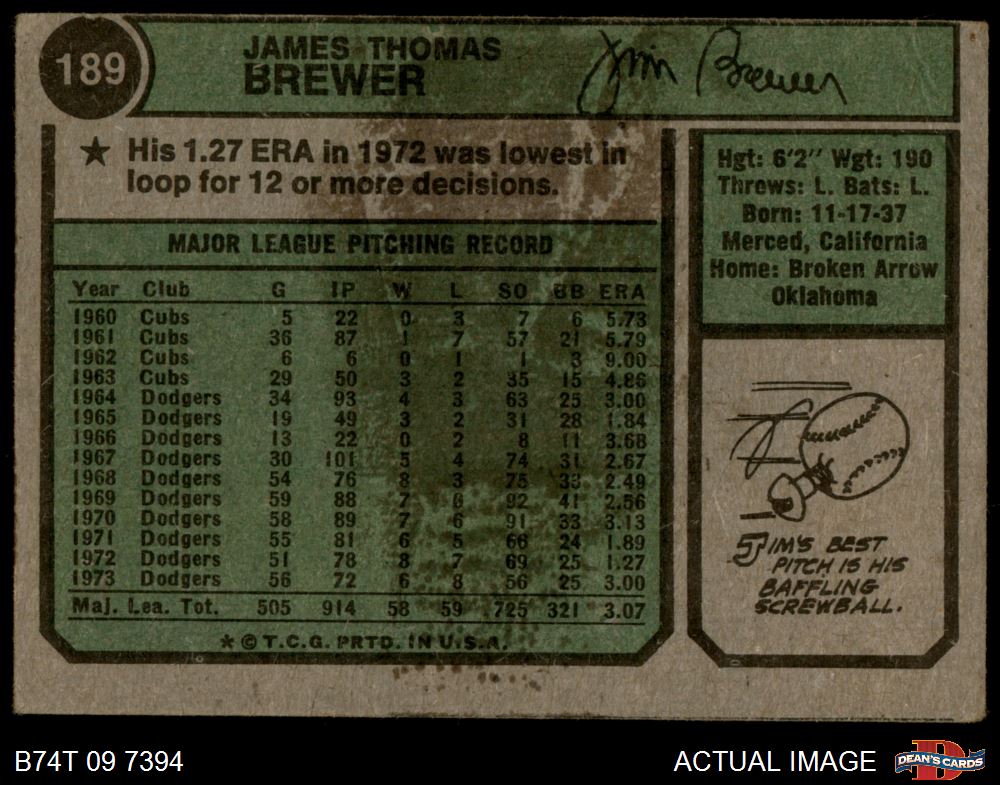 189
JAMES THOMAS
BREWER
Jim Brewer
★ His 1.27 ERA in 1972 was lowest in
loop for 12 or more decisions.
MAJOR LEAGUE PITCHING RECORD
Year Club G IP W L SO BB ERA
1960 Cubs 5 22 0 3 7 6 5.73
1961 Cubs 36 87 1 7 57 21 5.79
1962 Cubs 6 6 0 1 1 3 9.00
1963 Cubs 29 50 3 2 35 15 4.86
1964 Dodgers 34 93 4 3 63 25 3.00
1965 Dodgers 19 49 3 2 31 28 1.84
1966 Dodgers 13 22 0 2 8 11 3.68
1967 Dodgers 30 101 5 4 74 31 2.67
1968 Dodgers 54 76 8 3 75 33 2.49
1969 Dodgers 59 88 7 6 92 41 2.56
1970 Dodgers 58 89 7 6 91 33 3.13
1971 Dodgers 55 81 6 5 66 24 1.89
1972 Dodgers 51 78 8 7 69 25 1.27
1973 Dodgers 56 72 6 8 56 25 3.00
Maj. Lea. Tot. 505 914 58 59 725 321 3.07
★ © T.C.G. PRTD. IN U.S.A.
Hgt: 6'2" Wgt: 190
Throws: L. Bats: L.
Born: 11-17-37
Merced, California
Home: Broken Arrow
Oklahoma
JIM'S BEST
PITCH IS HIS
BAFFLING
SCREWBALL.
B74T 09 7394
ACTUAL IMAGE
DEAN'S CARDS